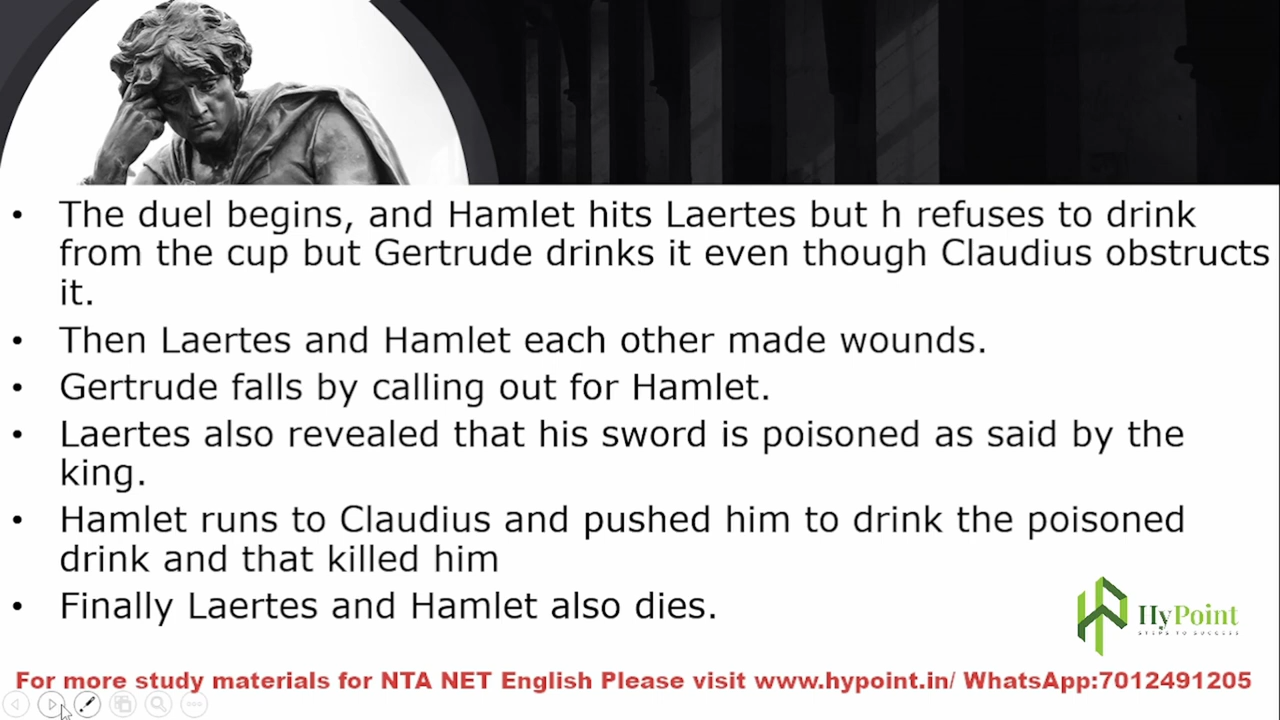 • The duel begins, and Hamlet hits Laertes but h refuses to drink
from the cup but Gertrude drinks it even though Claudius obstructs
it.
• Then Laertes and Hamlet each other made wounds.
• Gertrude falls by calling out for Hamlet.
• Laertes also revealed that his sword is poisoned as said by the
king.
• Hamlet runs to Claudius and pushed him to drink the poisoned
drink and that killed him
• Finally Laertes and Hamlet also dies.
HyPoint
STEPS TO SUCCESS
For more study materials for NTA NET English Please visit www.hypoint.in/ WhatsApp:7012491205